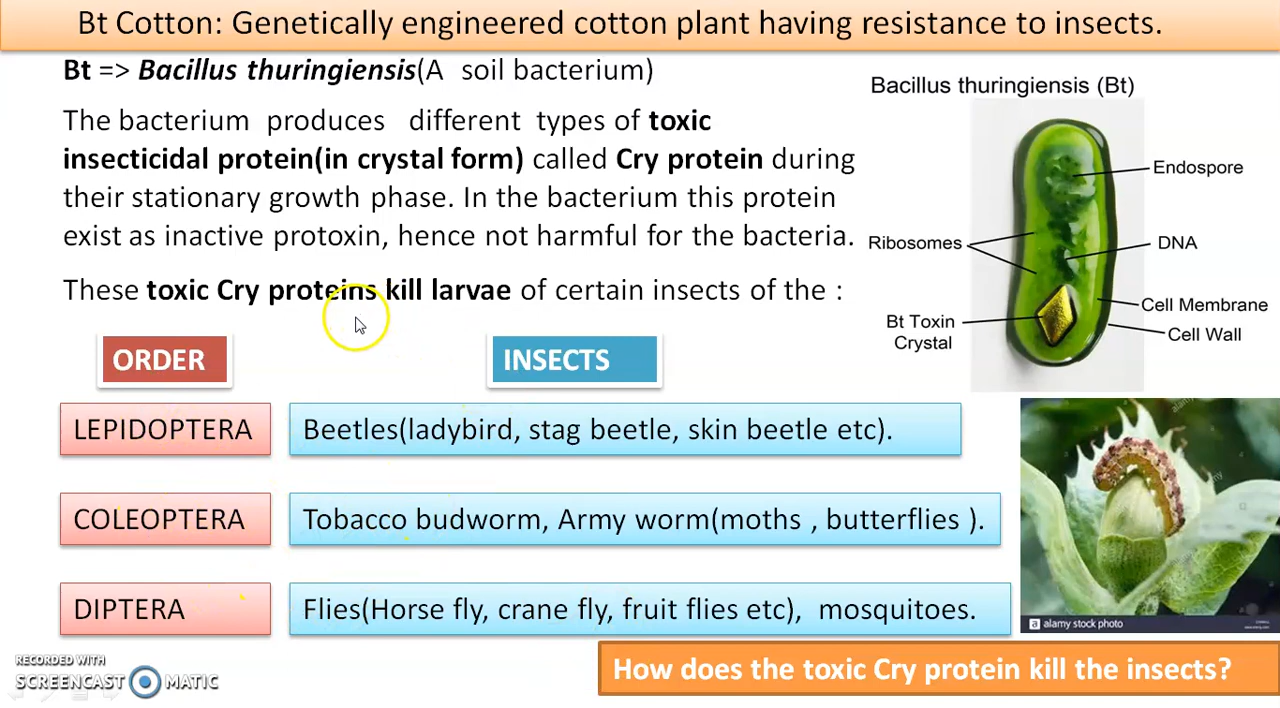 Bt Cotton: Genetically engineered cotton plant having resistance to insects.
Bt => Bacillus thuringiensis(A soil bacterium)
The bacterium produces different types of toxic
insecticidal protein(in crystal form) called Cry protein during
their stationary growth phase. In the bacterium this protein
exist as inactive protoxin, hence not harmful for the bacteria.
These toxic Cry proteins kill larvae of certain insects of the :
ORDER
INSECTS
LEPIDOPTERA
Beetles(ladybird, stag beetle, skin beetle etc).
COLEOPTERA
Tobacco budworm, Army worm(moths , butterflies ).
DIPTERA
Flies(Horse fly, crane fly, fruit flies etc), mosquitoes.
Bacillus thuringiensis (Bt)
Endospore
Ribosomes
DNA
Cell Membrane
Bt Toxin
Crystal
Cell Wall
alamy
a alamy stock photo
How does the toxic Cry protein kill the insects?
RECORDED WITH
SCREENCAST MATIC